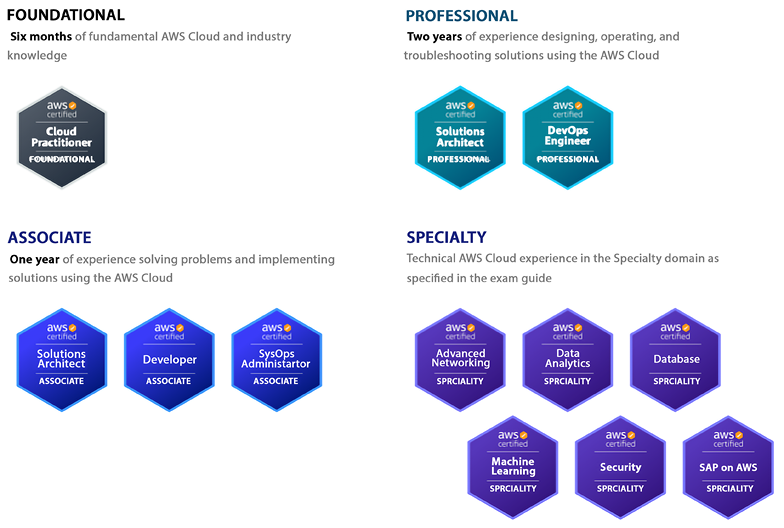 FOUNDATIONAL
Six months of fundamental AWS Cloud and industry
knowledge
aws
certified
Cloud
Practitioner
FOUNDATIONAL
PROFESSIONAL
Two years of experience designing, operating, and
troubleshooting solutions using the AWS Cloud
aws
certified
Solutions
Architect
PROFESSIONAL
aws
certified
DevOps
Engineer
PROFESSIONAL
ASSOCIATE
One year of experience solving problems and implementing
solutions using the AWS Cloud
aws
certified
Solutions
Architect
ASSOCIATE
aws
certified
Developer
ASSOCIATE
aws
certified
SysOps
Administartor
ASSOCIATE
SPECIALTY
Technical AWS Cloud experience in the Specialty domain as
specified in the exam guide
aws
certified
Advanced
Networking
SPRCIALITY
aws
certified
Data
Analytics
SPRCIALITY
aws
certified
Database
SPRCIALITY
aws
certified
Machine
Learning
SPRCIALITY
aws
certified
Security
SPRCIALITY
aws
certified
SAP on AWS
SPRCIALITY